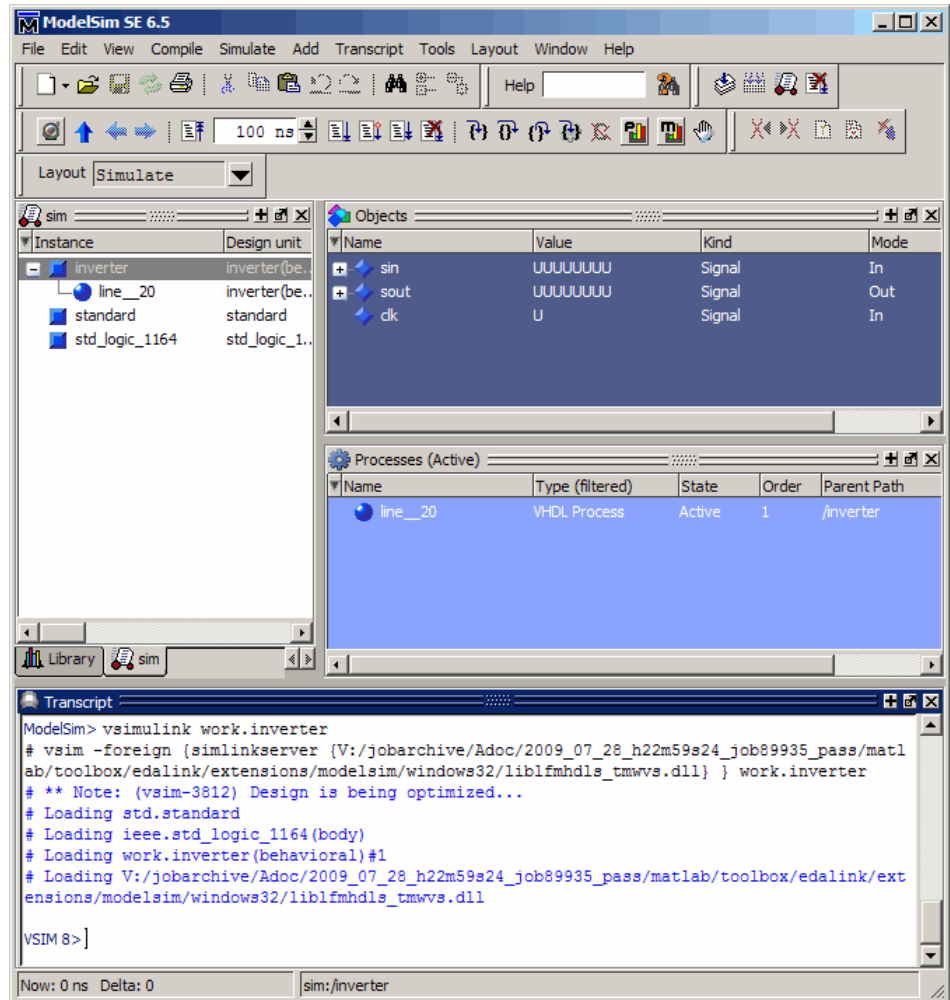 ModelSim SE 6.5
File Edit View Compile Simulate Add Transcript Tools Layout Window Help
Help
100 ns
Layout Simulate
sim
Instance Design unit
inverter inverter(be..
line__20 inverter(be..
standard standard
std_logic_1164 std_logic_1..
Library sim
Objects
Name Value Kind Mode
sin UUUUUUUU Signal In
sout UUUUUUUU Signal Out
clk U Signal In
Processes (Active)
Name Type (filtered) State Order Parent Path
line__20 VHDL Process Active 1 /inverter
Transcript
ModelSim> vsimulink work.inverter
# vsim -foreign {simlinkserver {V:/jobarchive/Adoc/2009_07_28_h22m59s24_job89935_pass/matl
ab/toolbox/edalink/extensions/modelsim/windows32/liblfmhdls_tmwvs.dll} } work.inverter
# ** Note: (vsim-3812) Design is being optimized...
# Loading std.standard
# Loading ieee.std_logic_1164(body)
# Loading work.inverter(behavioral)#1
# Loading V:/jobarchive/Adoc/2009_07_28_h22m59s24_job89935_pass/matlab/toolbox/edalink/ext
ensions/modelsim/windows32/liblfmhdls_tmwvs.dll
VSIM 8>
Now: 0 ns Delta: 0 sim:/inverter